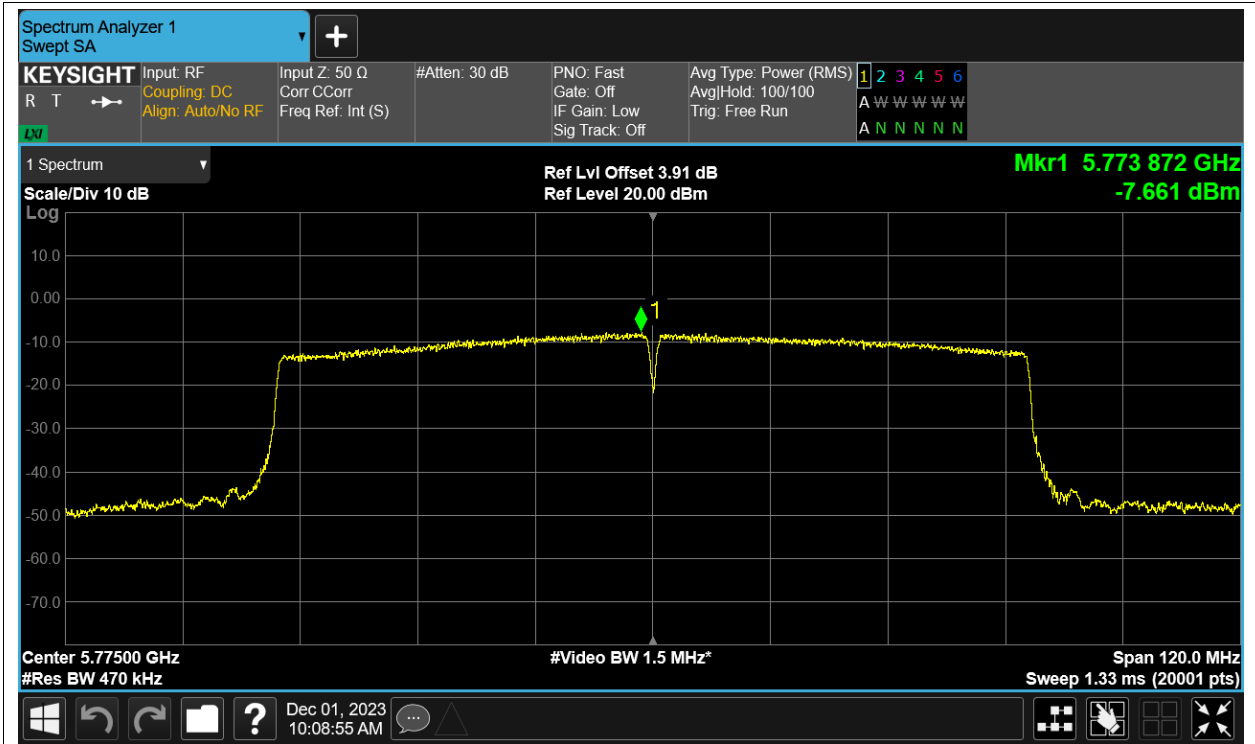 Spectrum Analyzer 1
Swept SA
KEYSIGHT
R T
LXI
Input: RF
Coupling: DC
Align: Auto/No RF
Input Z: 50 Ω
Corr CCorr
Freq Ref: Int (S)
#Atten: 30 dB
PNO: Fast
Gate: Off
IF Gain: Low
Sig Track: Off
Avg Type: Power (RMS)
Avg|Hold: 100/100
Trig: Free Run
1 2 3 4 5 6
A W W W W W
A N N N N N
1 Spectrum
Scale/Div 10 dB
Log
Ref Lvl Offset 3.91 dB
Ref Level 20.00 dBm
Mkr1 5.773 872 GHz
-7.661 dBm
10.0
0.00
1
-10.0
-20.0
-30.0
-40.0
-50.0
-60.0
-70.0
Center 5.77500 GHz
#Res BW 470 kHz
#Video BW 1.5 MHz*
Span 120.0 MHz
Sweep 1.33 ms (20001 pts)
?
Dec 01, 2023
10:08:55 AM